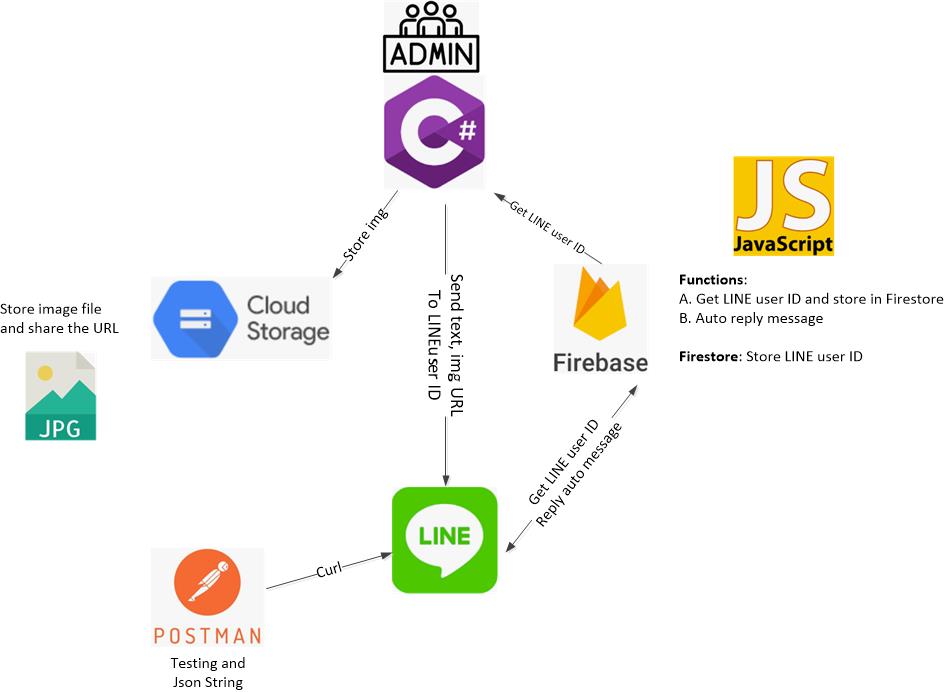 ADMIN
C#
JS
JavaScript
Get LINE user ID
Store img
Functions:
A. Get LINE user ID and store in Firestore
B. Auto reply message
Firestore: Store LINE user ID
Cloud
Storage
Firebase
Store image file
and share the URL
JPG
Send text, img URL
To LINEuser ID
Get LINE user ID
Reply auto message
LINE
Curl
POSTMAN
Testing and
Json String